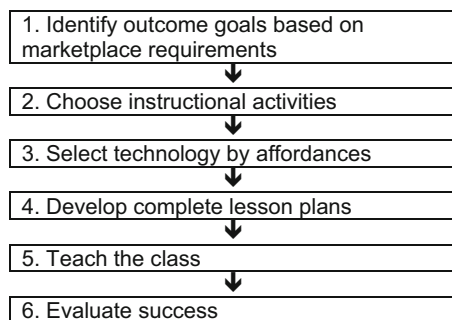 1. Identify outcome goals based on
marketplace requirements
2. Choose instructional activities
3. Select technology by affordances
4. Develop complete lesson plans
5. Teach the class
6. Evaluate success